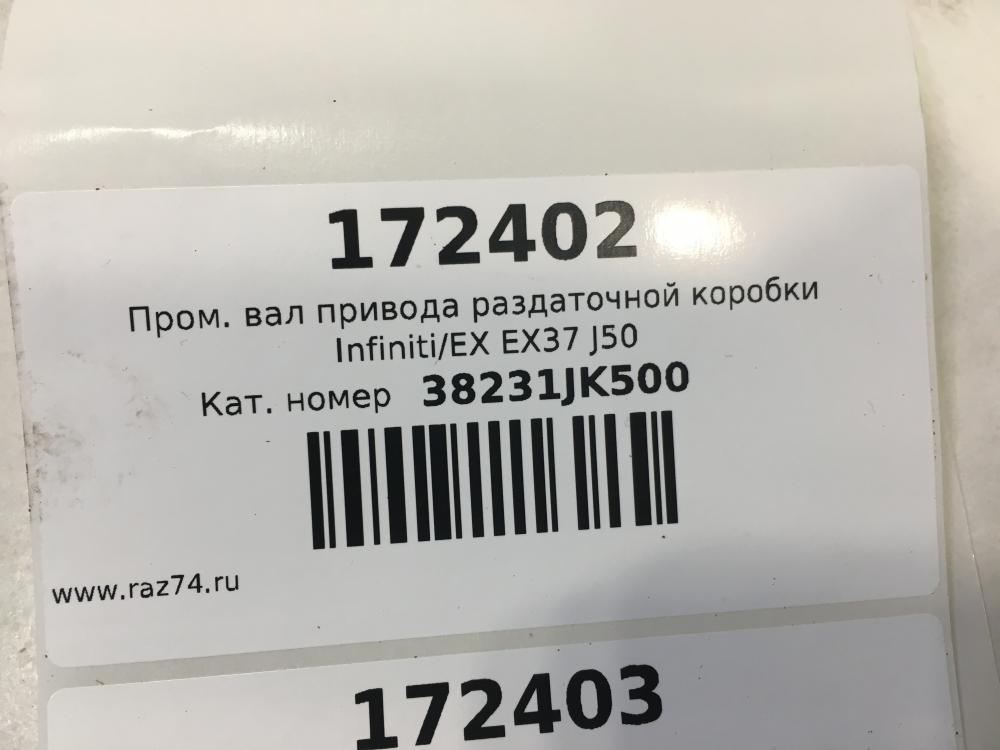 172402
Пром. вал привода раздаточной коробки
Infiniti/EX EX37 J50
Кат. номер 38231JK500
www.raz74.ru
172403